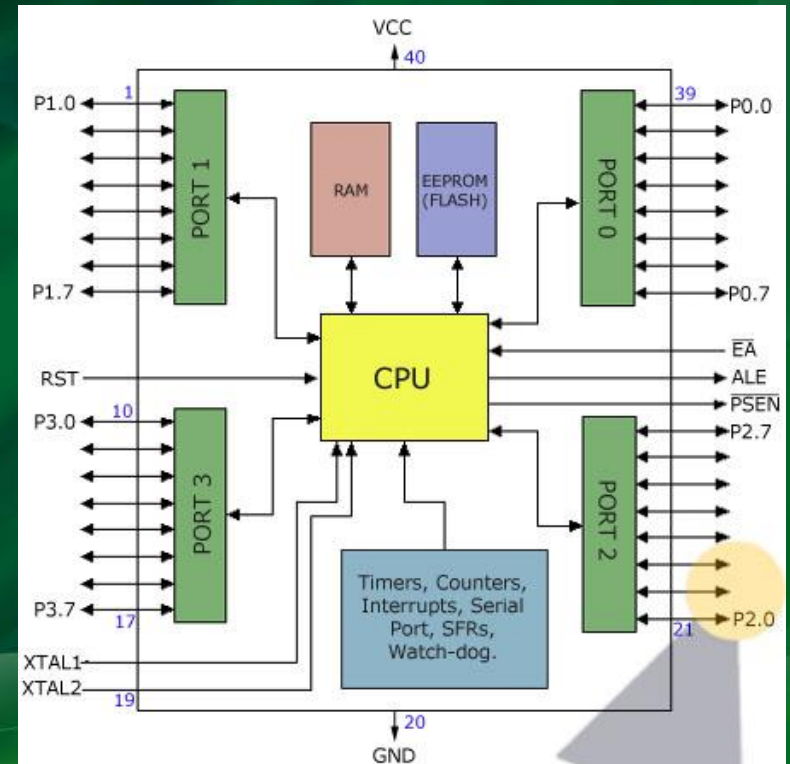 VCC
40
1
39
P1.0
P0.0
PORT 1
RAM
EEPROM
(FLASH)
PORT 0
P1.7
P0.7
E̅A̅
RST
CPU
ALE
P̅S̅E̅N̅
10
P3.0
P2.7
PORT 3
PORT 2
Timers, Counters,
Interrupts, Serial
Port, SFRs,
Watch-dog.
P3.7
P2.0
17
21
XTAL1
XTAL2
19
20
GND